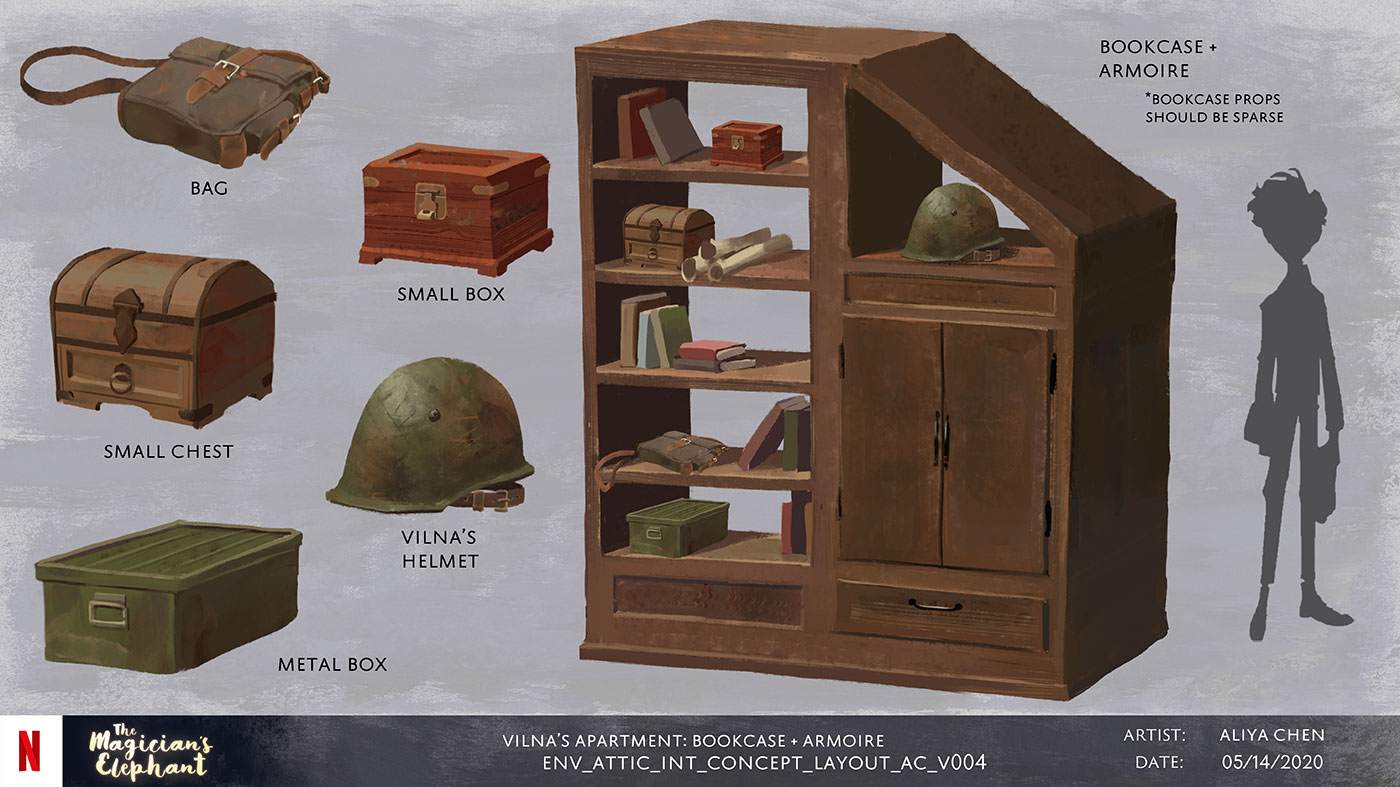 BAG
SMALL BOX
SMALL CHEST
VILNA'S
HELMET
METAL BOX
BOOKCASE +
ARMOIRE
*BOOKCASE PROPS
SHOULD BE SPARSE
N
The
Magician's
Elephant
VILNA'S APARTMENT: BOOKCASE + ARMOIRE
ENV_ATTIC_INT_CONCEPT_LAYOUT_AC_V004
ARTIST: ALIYA CHEN
DATE: 05/14/2020